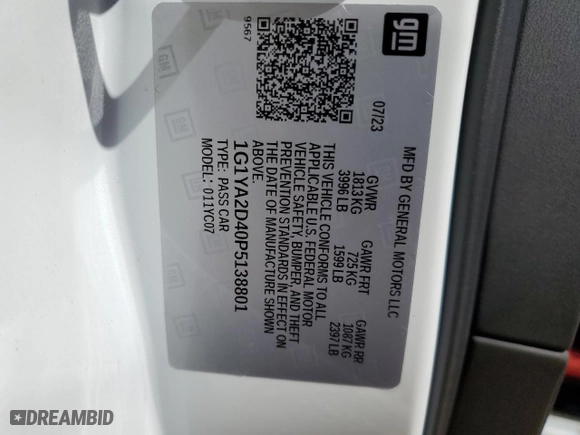 gm
9567
MFD BY GENERAL MOTORS LLC
07/23
GVWR GAWR FRT GAWR RR
1813 KG 725 KG 1087 KG
3996 LB 1599 LB 2397 LB
THIS VEHICLE CONFORMS TO ALL
APPLICABLE U.S. FEDERAL MOTOR
VEHICLE SAFETY, BUMPER, AND THEFT
PREVENTION STANDARDS IN EFFECT ON
THE DATE OF MANUFACTURE SHOWN
ABOVE.
1G1YA2D40P5138801
TYPE: PASS CAR
MODEL: 011YC07
DREAMBID